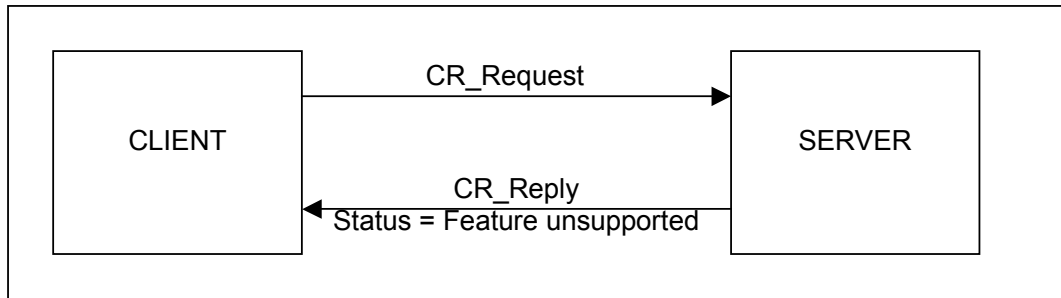 CR_Request
CLIENT
SERVER
CR_Reply
Status = Feature unsupported